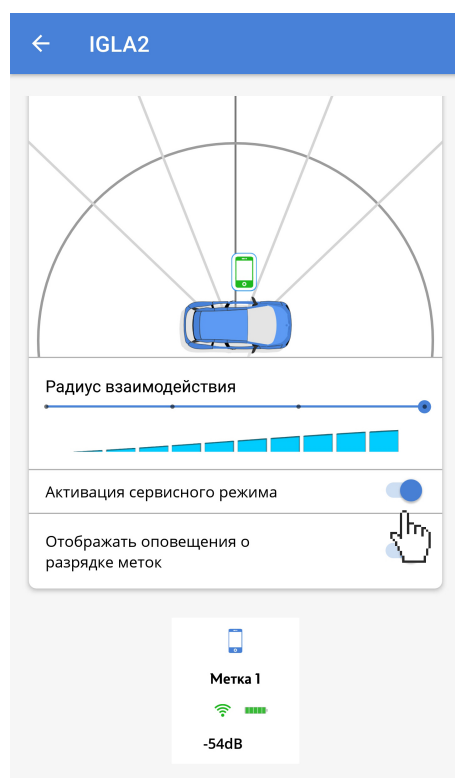 IGLA2
Радиус взаимодействия
Активация сервисного режима
Отображать оповещения о
разрядке меток
Метка 1
-54dB